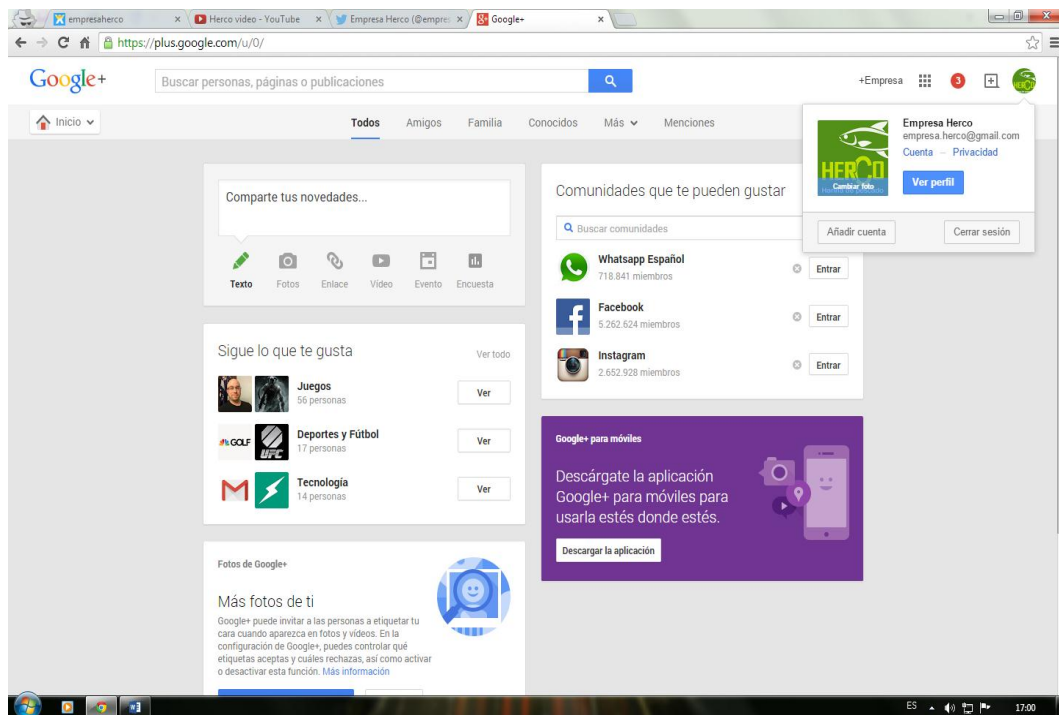 empresaherco
Herco video - YouTube
Empresa Herco (@empre
Google+
https://plus.google.com/u/0/
Google+
Buscar personas, páginas o publicaciones
+Empresa
3
Inicio
Todos
Amigos
Familia
Conocidos
Más
Menciones
HERCO
Cambiar foto
Empresa Herco
empresa.herco@gmail.com
Cuenta – Privacidad
Ver perfil
Añadir cuenta
Cerrar sesión
Comparte tus novedades...
Texto
Fotos
Enlace
Vídeo
Evento
Encuesta
Sigue lo que te gusta
Ver todo
Juegos
56 personas
Ver
GOLF
UFC
Deportes y Fútbol
17 personas
Ver
Tecnología
14 personas
Ver
Fotos de Google+
Más fotos de ti
Google+ puede invitar a las personas a etiquetar tu
cara cuando aparezca en fotos y vídeos. En la
configuración de Google+, puedes controlar qué
etiquetas aceptas y cuáles rechazas, así como activar
o desactivar esta función. Más información
Comunidades que te pueden gustar
Buscar comunidades
Whatsapp Español
718.841 miembros
Entrar
Facebook
5.262.624 miembros
Entrar
Instagram
2.652.928 miembros
Entrar
Google+ para móviles
Descárgate la aplicación
Google+ para móviles para
usarla estés donde estés.
Descargar la aplicación
ES
17:00